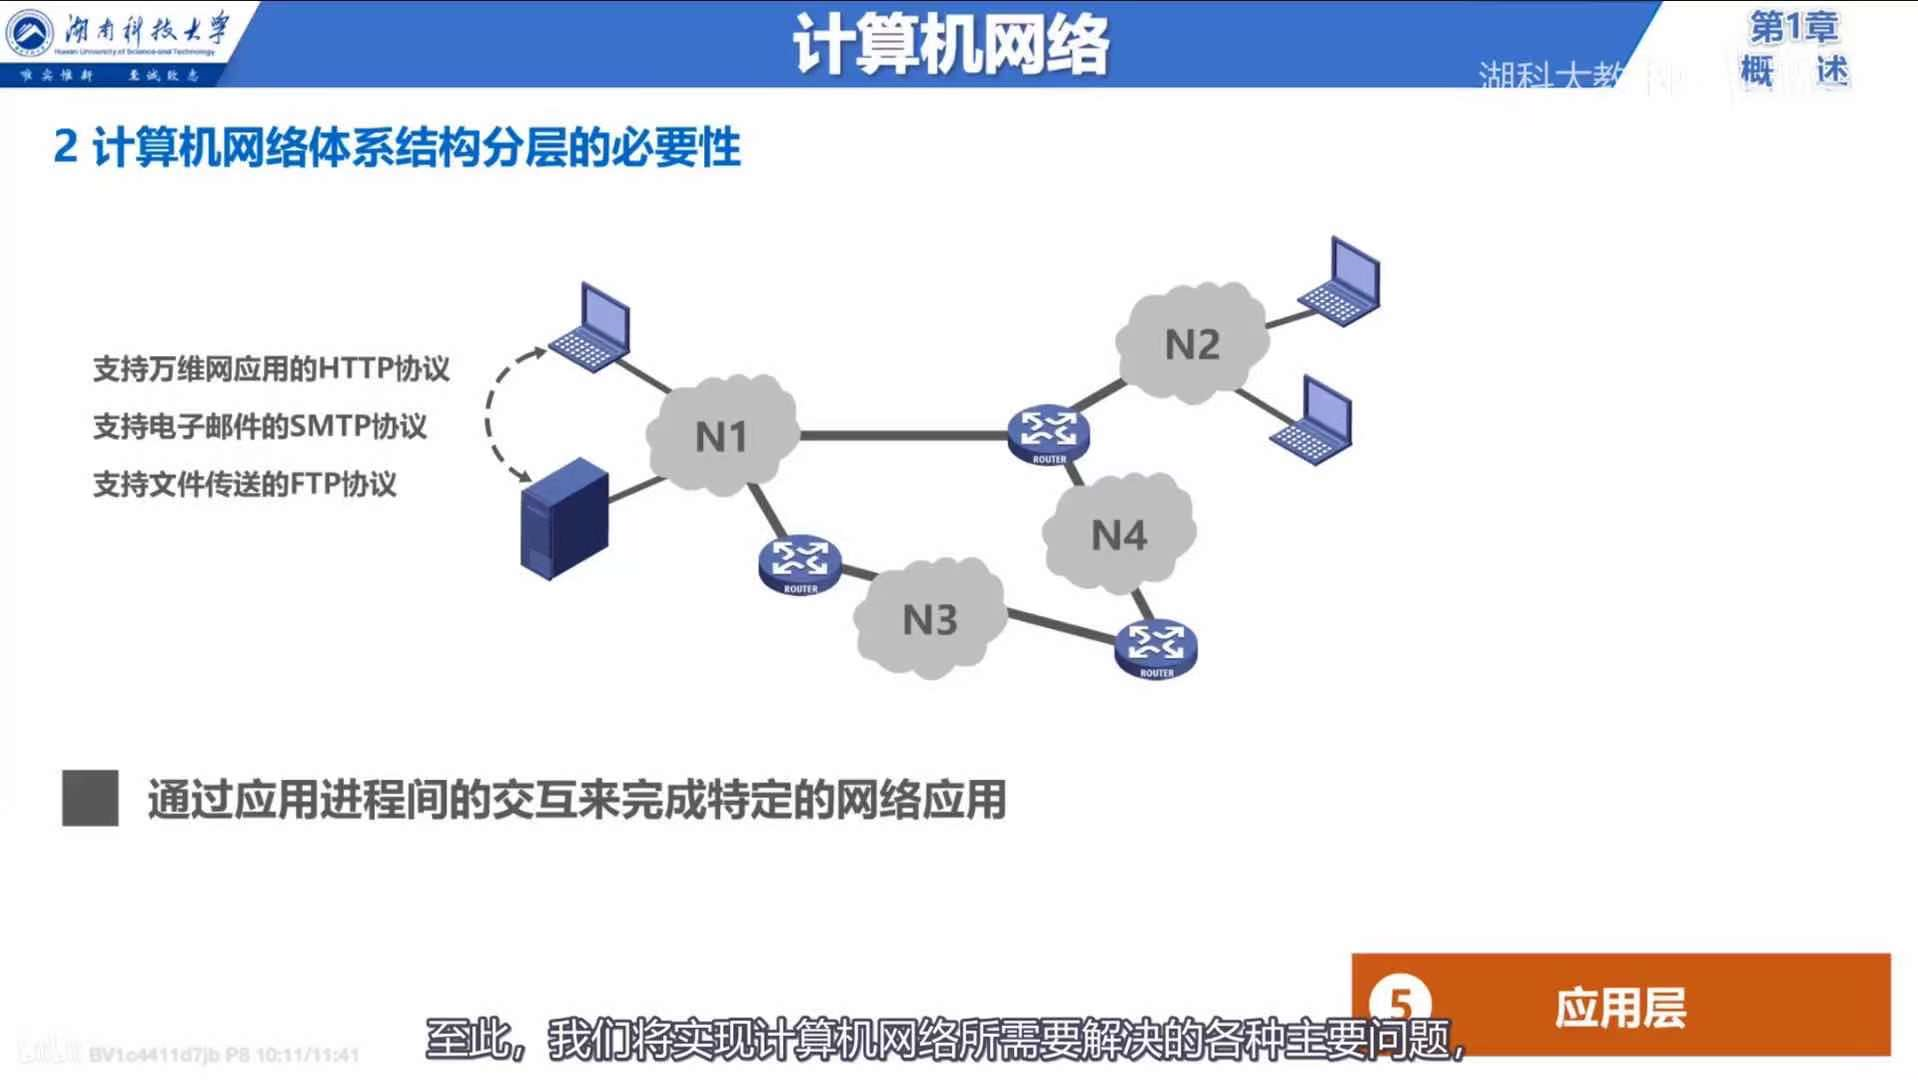 湖南科技大学
Hunan University of Science and Technology
唯实惟新 至诚致志
计算机网络
第1章
概 述
湖科大教
2 计算机网络体系结构分层的必要性
支持万维网应用的HTTP协议
支持电子邮件的SMTP协议
支持文件传送的FTP协议
N1
N2
N3
N4
ROUTER
ROUTER
ROUTER
通过应用进程间的交互来完成特定的网络应用
5 应用层
至此，我们将实现计算机网络所需要解决的各种主要问题，
BV1c4411d7jb P8 10:11/11:41